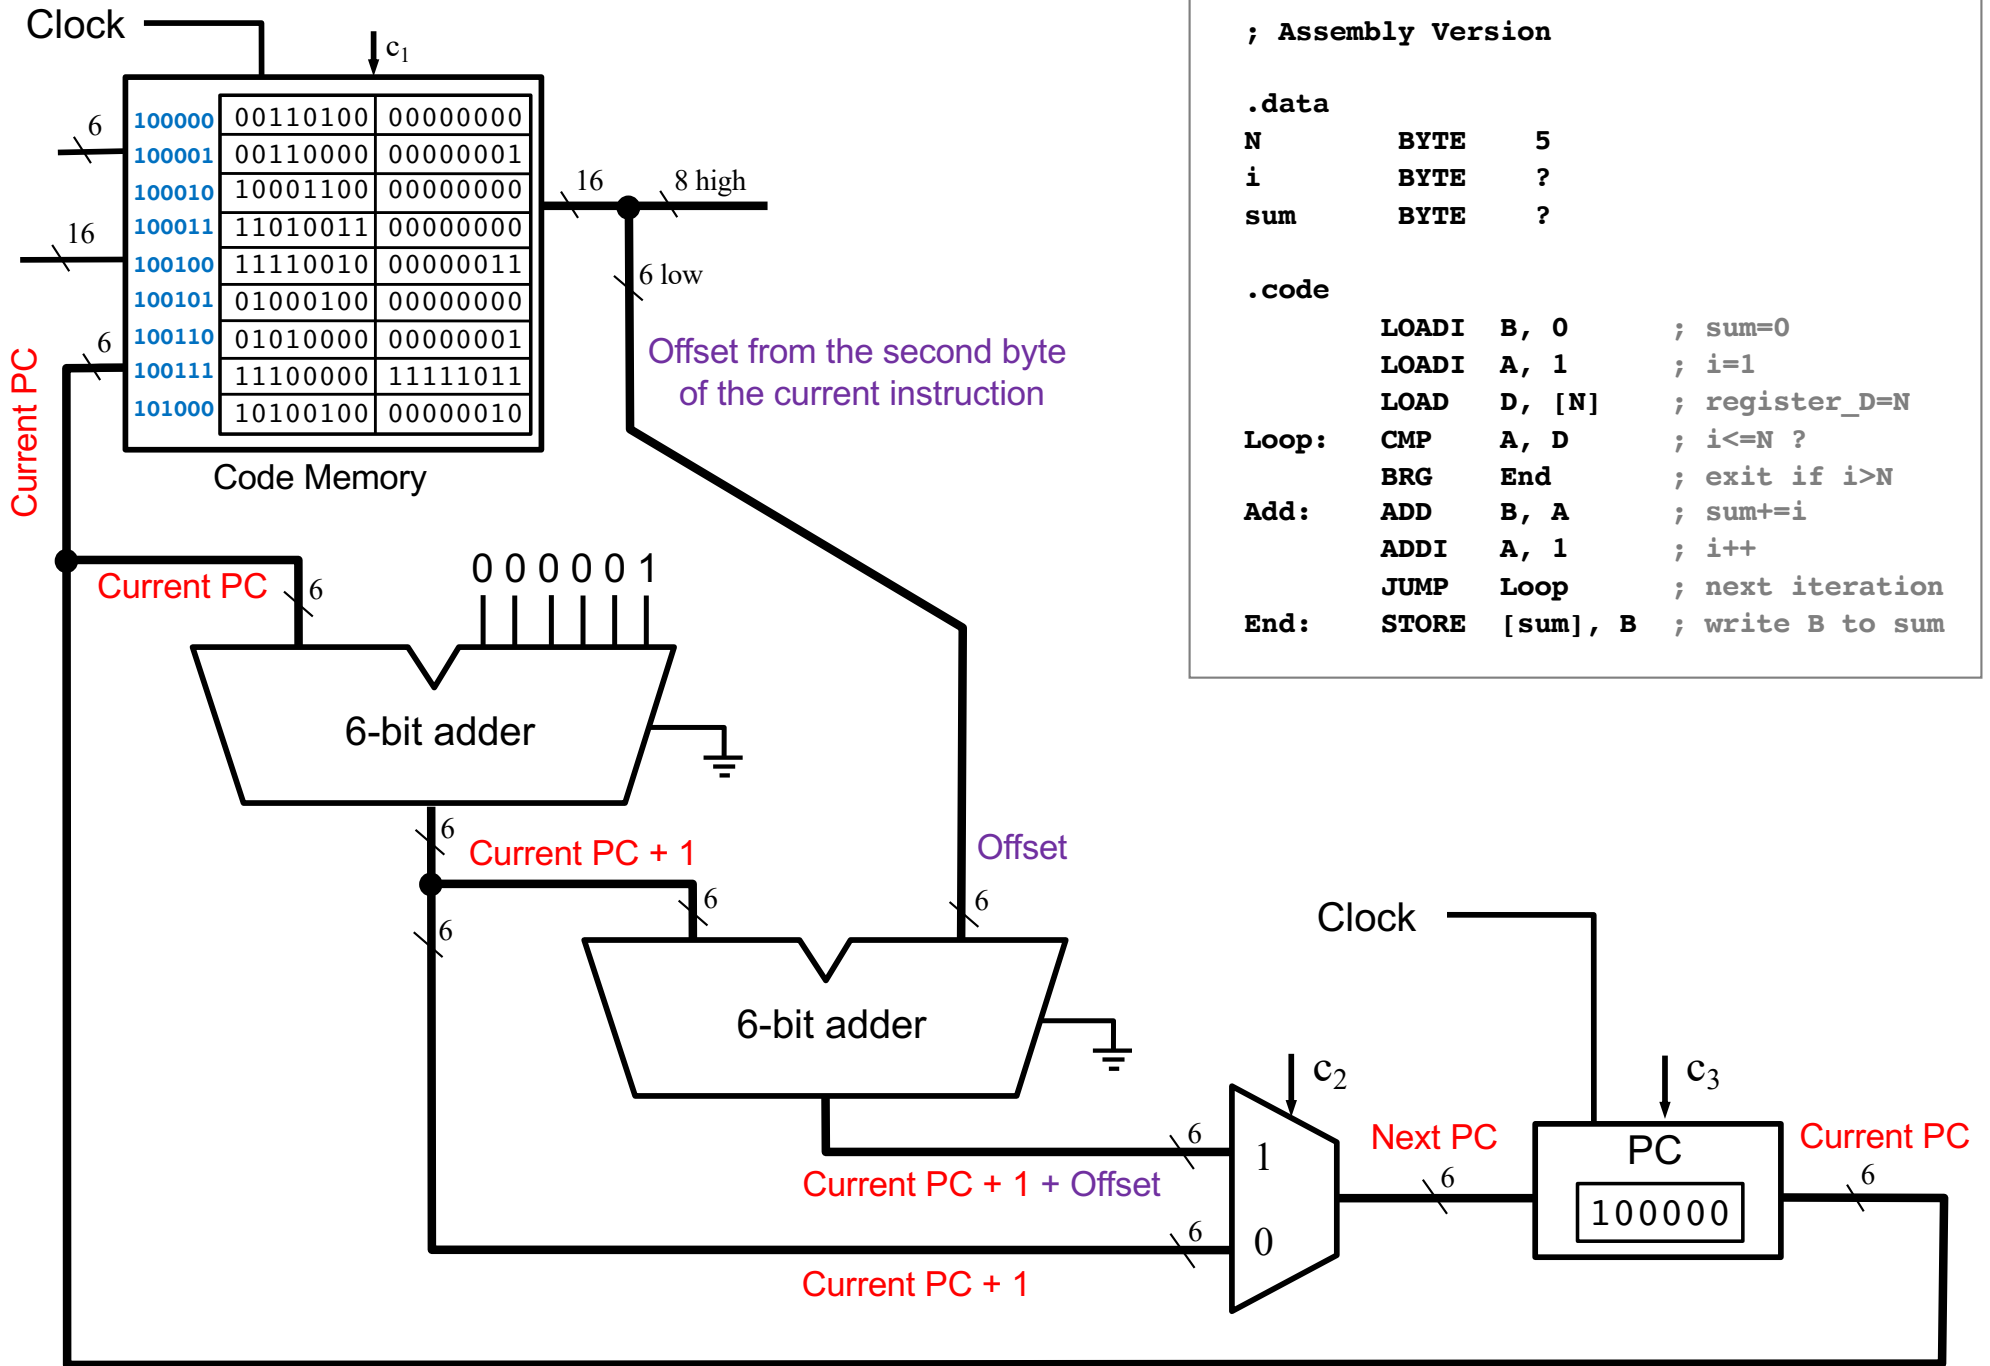 Clock
c1
6
16
6
100000 00110100 00000000
100001 00110000 00000001
100010 10001100 00000000
100011 11010011 00000000
100100 11110010 00000011
100101 01000100 00000000
100110 01010000 00000001
100111 11100000 11111011
101000 10100100 00000010
Code Memory
16
8 high
6 low
Offset from the second byte
of the current instruction
Current PC
; Assembly Version
.data
N BYTE 5
i BYTE ?
sum BYTE ?
.code
LOADI B, 0 ; sum=0
LOADI A, 1 ; i=1
LOAD D, [N] ; register_D=N
Loop: CMP A, D ; i<=N ?
BRG End ; exit if i>N
Add: ADD B, A ; sum+=i
ADDI A, 1 ; i++
JUMP Loop ; next iteration
End: STORE [sum], B ; write B to sum
Current PC
6
0 0 0 0 0 1
6-bit adder
6
Current PC + 1
6
6
Offset
6
6-bit adder
6
Current PC + 1 + Offset
6
Current PC + 1
1
0
c2
Next PC
6
Clock
c3
PC
100000
Current PC
6